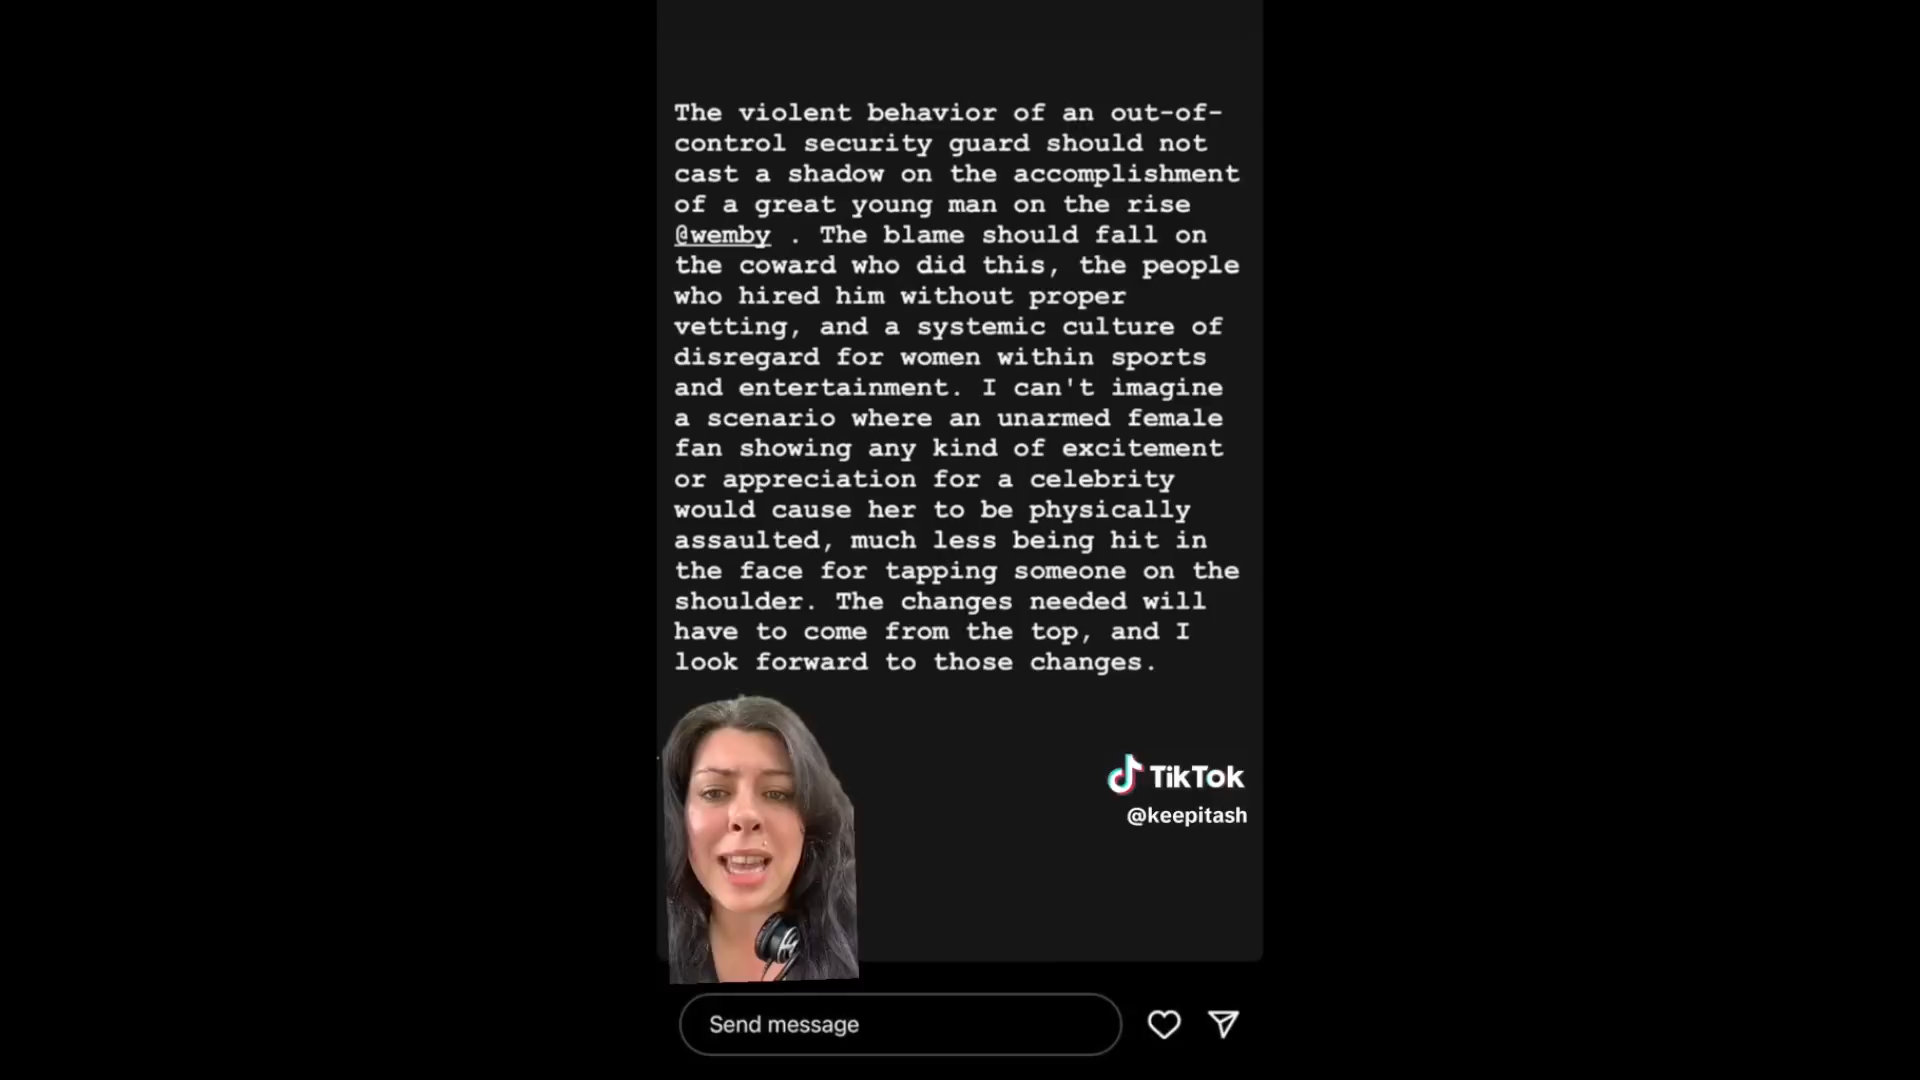 The violent behavior of an out-of-
control security guard should not
cast a shadow on the accomplishment
of a great young man on the rise
@wemby . The blame should fall on
the coward who did this, the people
who hired him without proper
vetting, and a systemic culture of
disregard for women within sports
and entertainment. I can't imagine
a scenario where an unarmed female
fan showing any kind of excitement
or appreciation for a celebrity
would cause her to be physically
assaulted, much less being hit in
the face for tapping someone on the
shoulder. The changes needed will
have to come from the top, and I
look forward to those changes.
TikTok
@keepitash
Send message